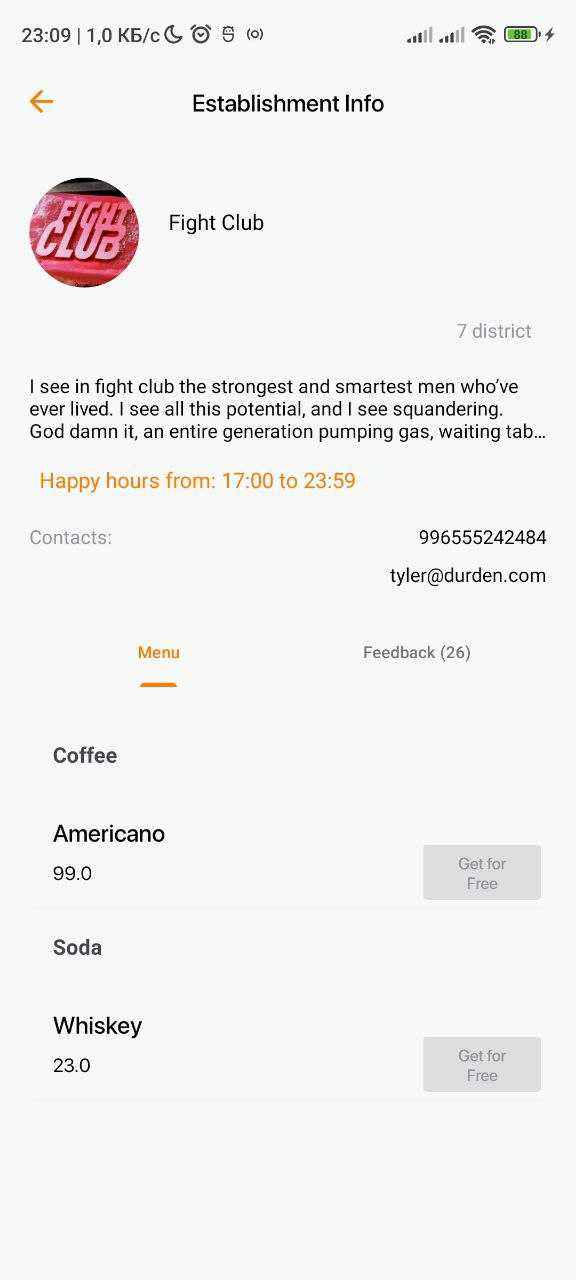 23:09 | 1,0 КБ/с
88
Establishment Info
FIGHT
CLUB
Fight Club
7 district
I see in fight club the strongest and smartest men who’ve
ever lived. I see all this potential, and I see squandering.
God damn it, an entire generation pumping gas, waiting tab…
Happy hours from: 17:00 to 23:59
Contacts:
996555242484
tyler@durden.com
Menu
Feedback (26)
Coffee
Americano
99.0
Get for
Free
Soda
Whiskey
23.0
Get for
Free